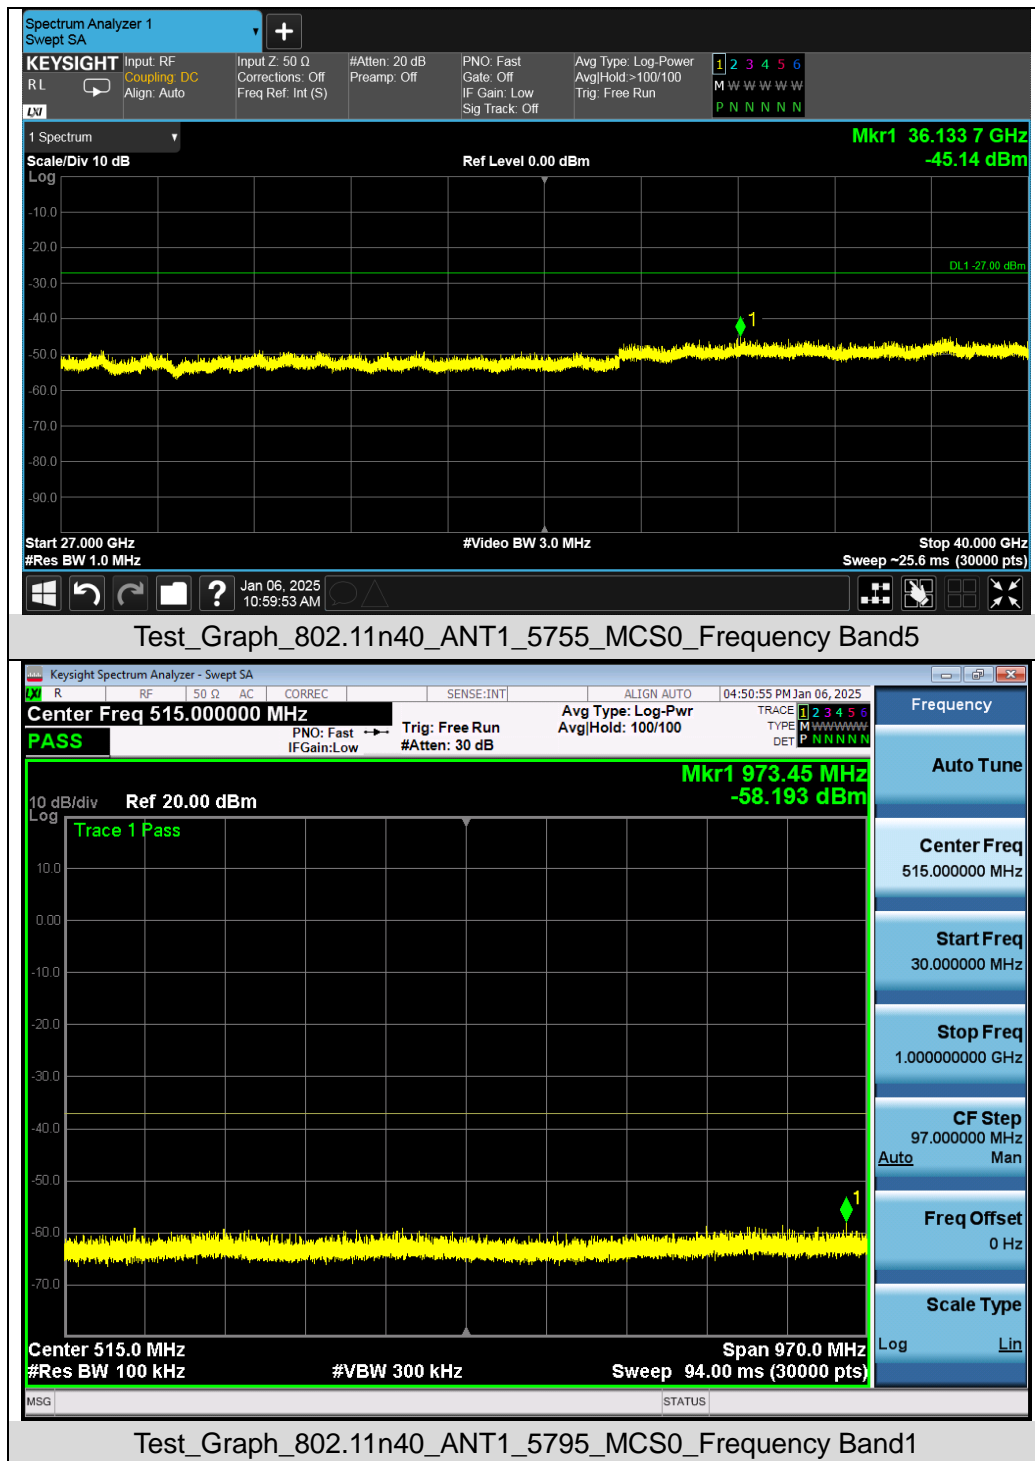 Spectrum Analyzer 1
Swept SA
KEYSIGHT
R L
LXI
Input: RF
Coupling: DC
Align: Auto
Input Z: 50 Ω
Corrections: Off
Freq Ref: Int (S)
#Atten: 20 dB
Preamp: Off
PNO: Fast
Gate: Off
IF Gain: Low
Sig Track: Off
Avg Type: Log-Power
Avg|Hold:>100/100
Trig: Free Run
1 2 3 4 5 6
M W W W W W
P N N N N N
1 Spectrum
Mkr1 36.133 7 GHz
-45.14 dBm
Scale/Div 10 dB
Ref Level 0.00 dBm
Log
-10.0
-20.0
DL1 -27.00 dBm
-30.0
-40.0
1
-50.0
-60.0
-70.0
-80.0
-90.0
Start 27.000 GHz
#Video BW 3.0 MHz
Stop 40.000 GHz
#Res BW 1.0 MHz
Sweep ~25.6 ms (30000 pts)
?
Jan 06, 2025
10:59:53 AM
Test_Graph_802.11n40_ANT1_5755_MCS0_Frequency Band5
Keysight Spectrum Analyzer - Swept SA
LXI R RF 50 Ω AC CORREC SENSE:INT ALIGN AUTO 04:50:55 PM Jan 06, 2025
Center Freq 515.000000 MHz
PASS
PNO: Fast
IFGain:Low
Trig: Free Run
#Atten: 30 dB
Avg Type: Log-Pwr
Avg|Hold: 100/100
TRACE 1 2 3 4 5 6
TYPE M W W W W W
DET P N N N N N
Mkr1 973.45 MHz
-58.193 dBm
10 dB/div Ref 20.00 dBm
Log
Trace 1 Pass
10.0
0.00
-10.0
-20.0
-30.0
-40.0
-50.0
1
-60.0
-70.0
Center 515.0 MHz
Span 970.0 MHz
#Res BW 100 kHz
#VBW 300 kHz
Sweep 94.00 ms (30000 pts)
MSG
STATUS
Frequency
Auto Tune
Center Freq
515.000000 MHz
Start Freq
30.000000 MHz
Stop Freq
1.000000000 GHz
CF Step
97.000000 MHz
Auto Man
Freq Offset
0 Hz
Scale Type
Log Lin
Test_Graph_802.11n40_ANT1_5795_MCS0_Frequency Band1